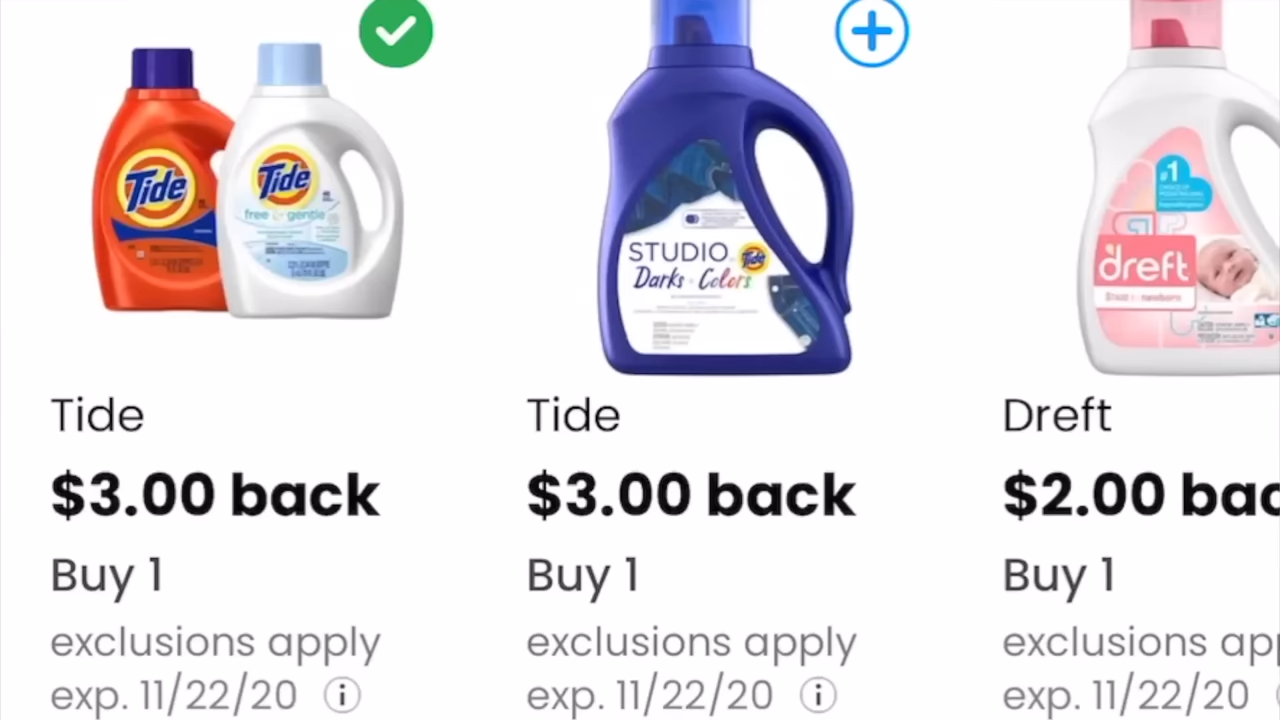 Tide
Tide
free & gentle
STUDIO
Tide
Darks & Colors
#1
dreft
Tide
$3.00 back
Buy 1
exclusions apply
exp. 11/22/20
Tide
$3.00 back
Buy 1
exclusions apply
exp. 11/22/20
Dreft
$2.00 bac
Buy 1
exclusions app
exp. 11/22/20